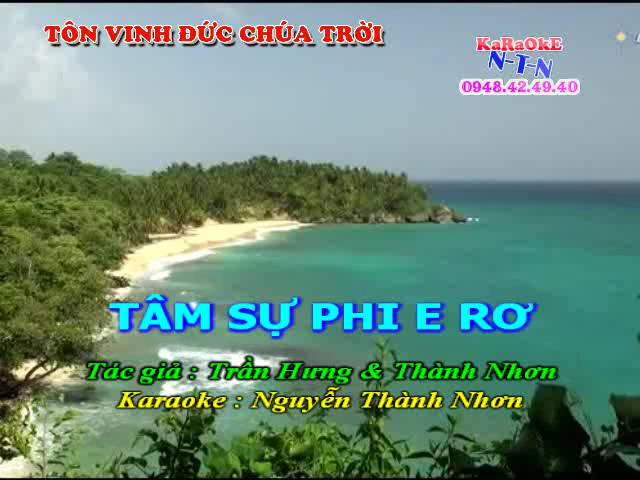 TÔN VINH ĐỨC CHÚA TRỜI
KaRaOkE
N-T-N
0948.42.49.40
TÂM SỰ PHI E RƠ
Tác giả : Trần Hưng & Thành Nhơn
Karaoke : Nguyễn Thành Nhơn